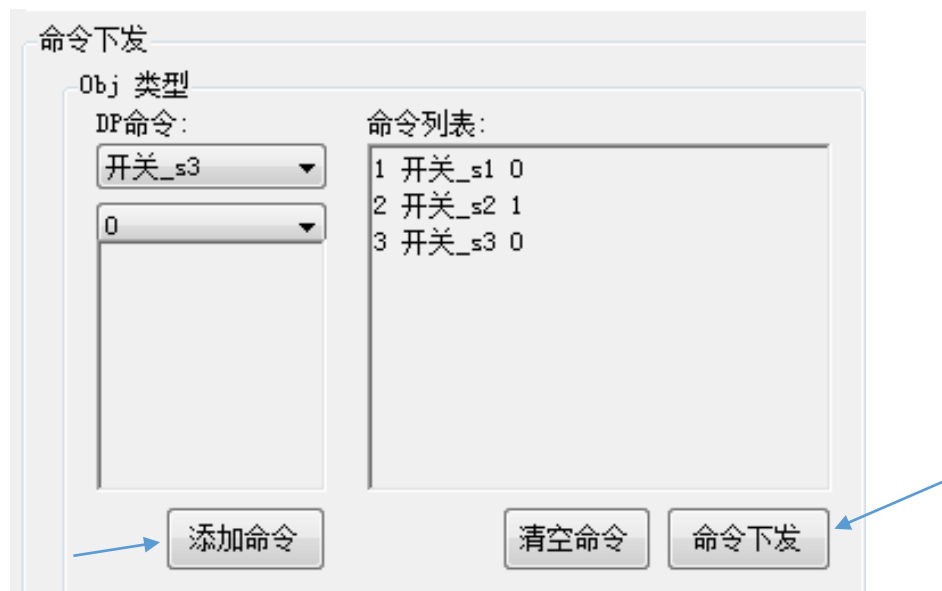 命令下发
Obj 类型
DP命令:
命令列表:
开关_s3
0
1 开关_s1 0
2 开关_s2 1
3 开关_s3 0
添加命令
清空命令
命令下发